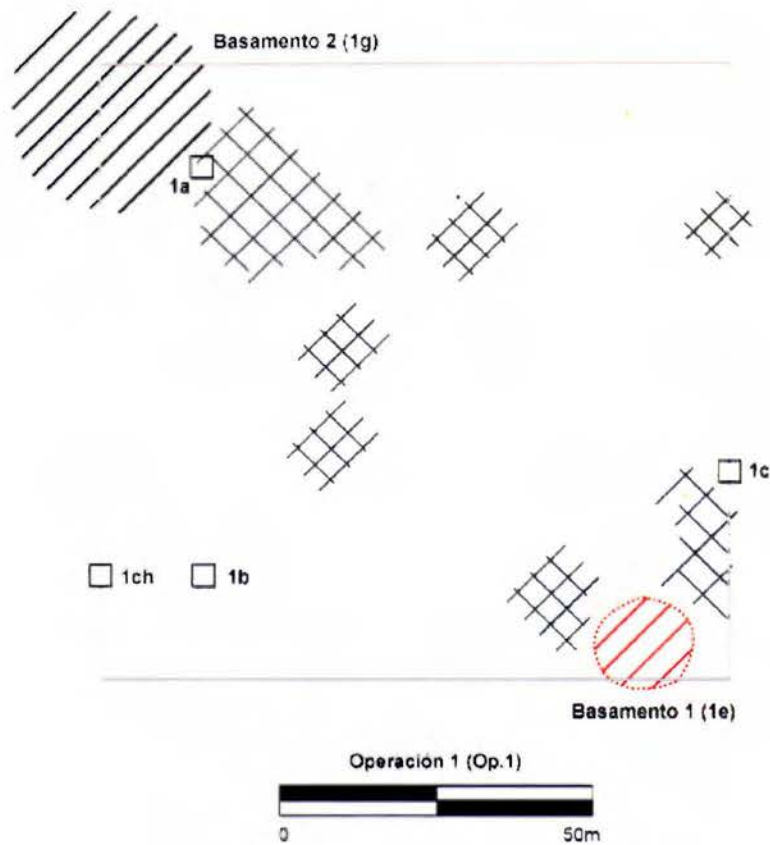 Basamento 2 (1g)
1a
1c
1ch
1b
Basamento 1 (1e)
Operación 1 (Op.1)
0
50m